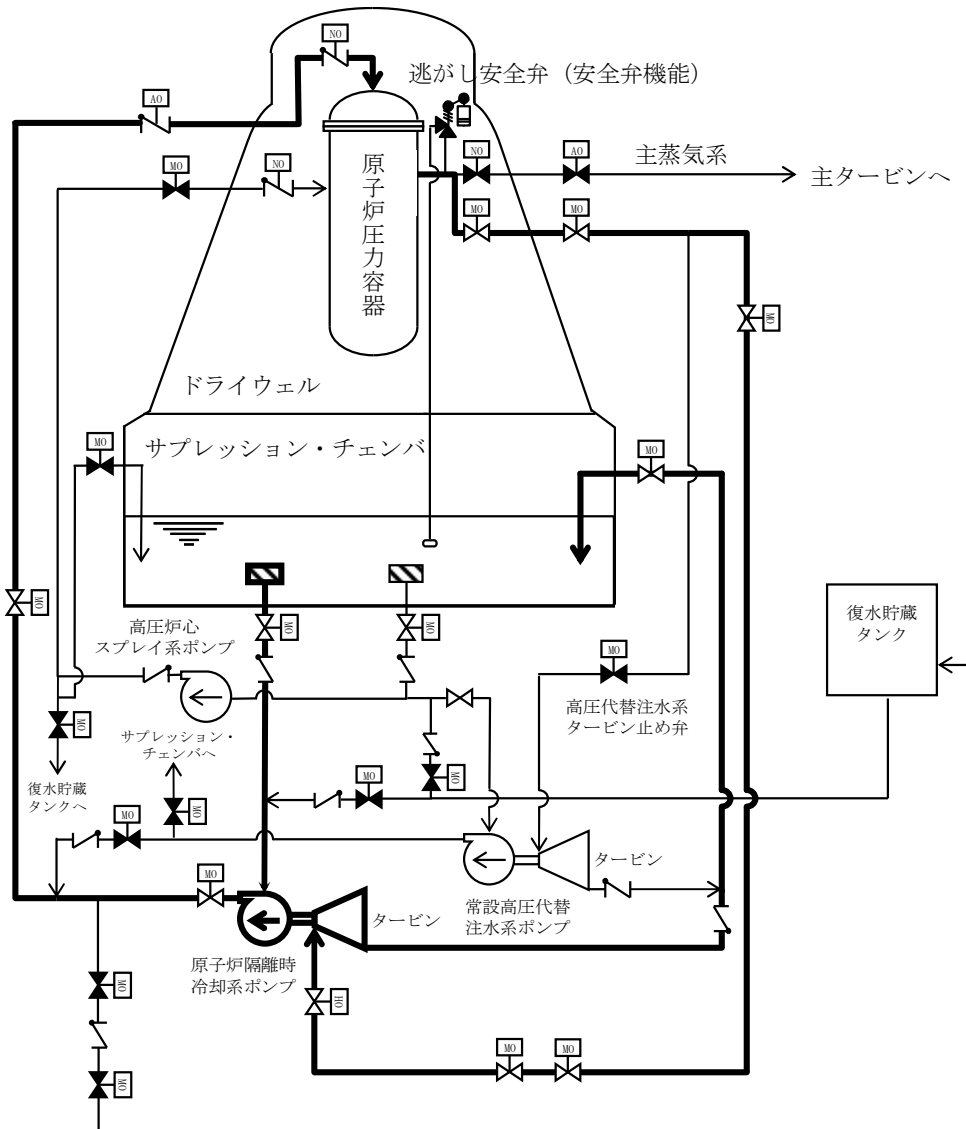 NO
逃がし安全弁（安全弁機能）
AO
NO
AO
主蒸気系
主タービンへ
MO
NO
原子炉圧力容器
MO
MO
MO
ドライウェル
サプレッション・チェンバ
MO
MO
MO
MO
MO
復水貯蔵
タンク
高圧炉心
スプレイ系ポンプ
MO
高圧代替注水系
タービン止め弁
MO
サプレッション・
チェンバへ
復水貯蔵
タンクへ
MO
MO
MO
MO
MO
タービン
常設高圧代替
注水系ポンプ
タービン
原子炉隔離時
冷却系ポンプ
MO
HO
MO
MO
MO
MO